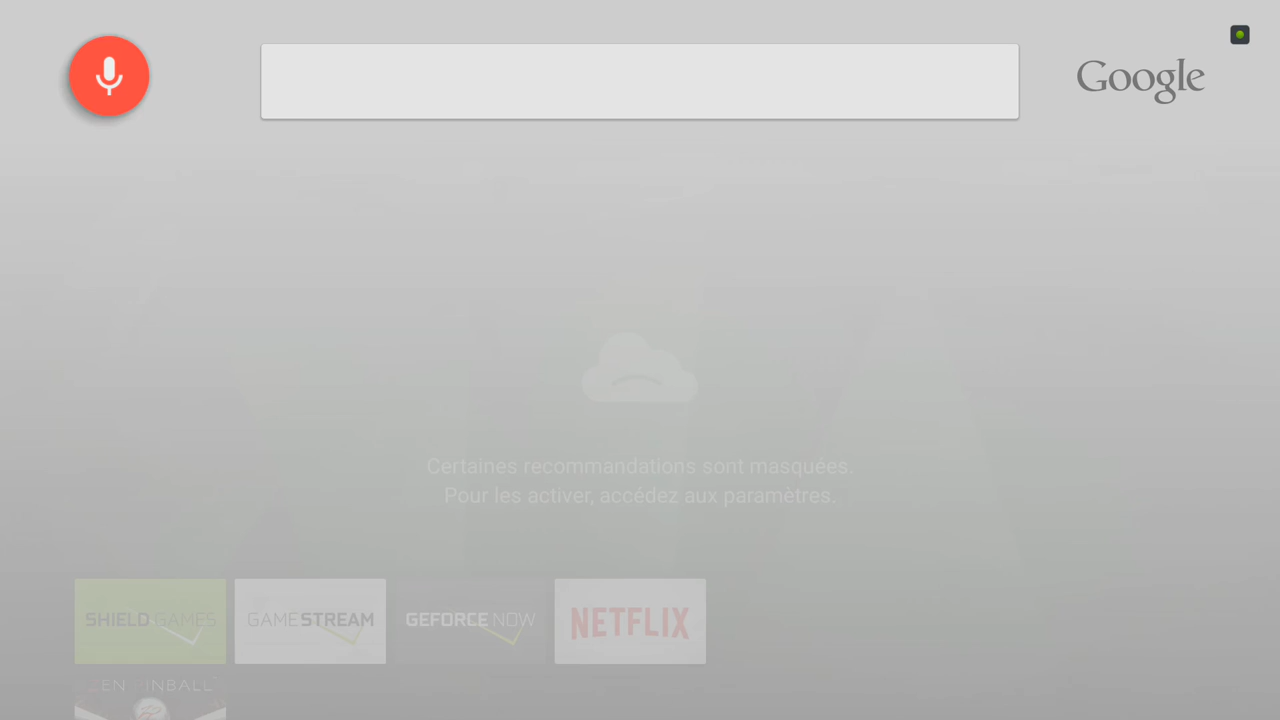 Google
Certaines recommandations sont masquées.
Pour les activer, accédez aux paramètres.
SHIELD GAMES
GAMESTREAM
GEFORCE NOW
NETFLIX
ZEN PINBALL